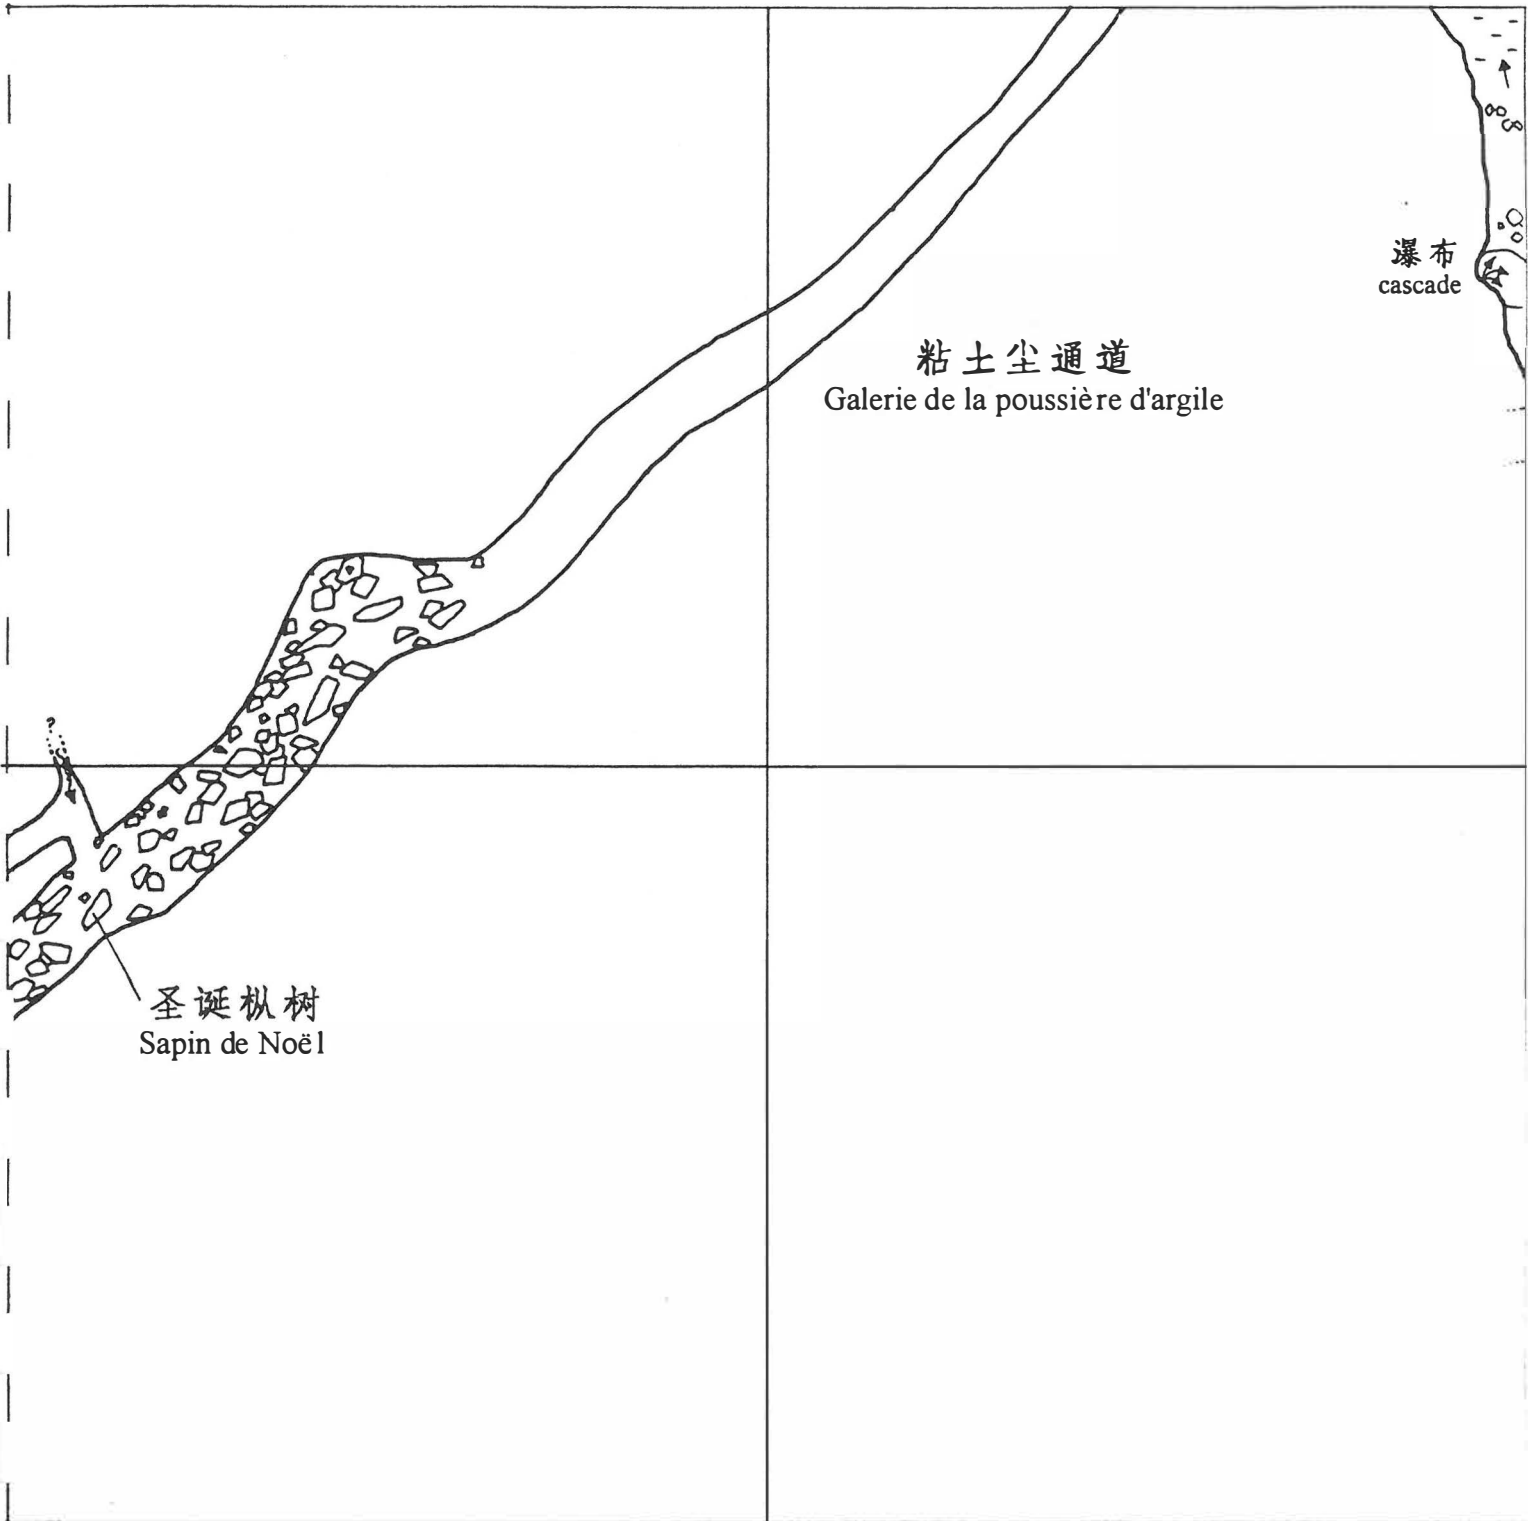 瀑布
cascade
粘土尘通道
Galerie de la poussière d'argile
?
圣诞枞树
Sapin de Noël